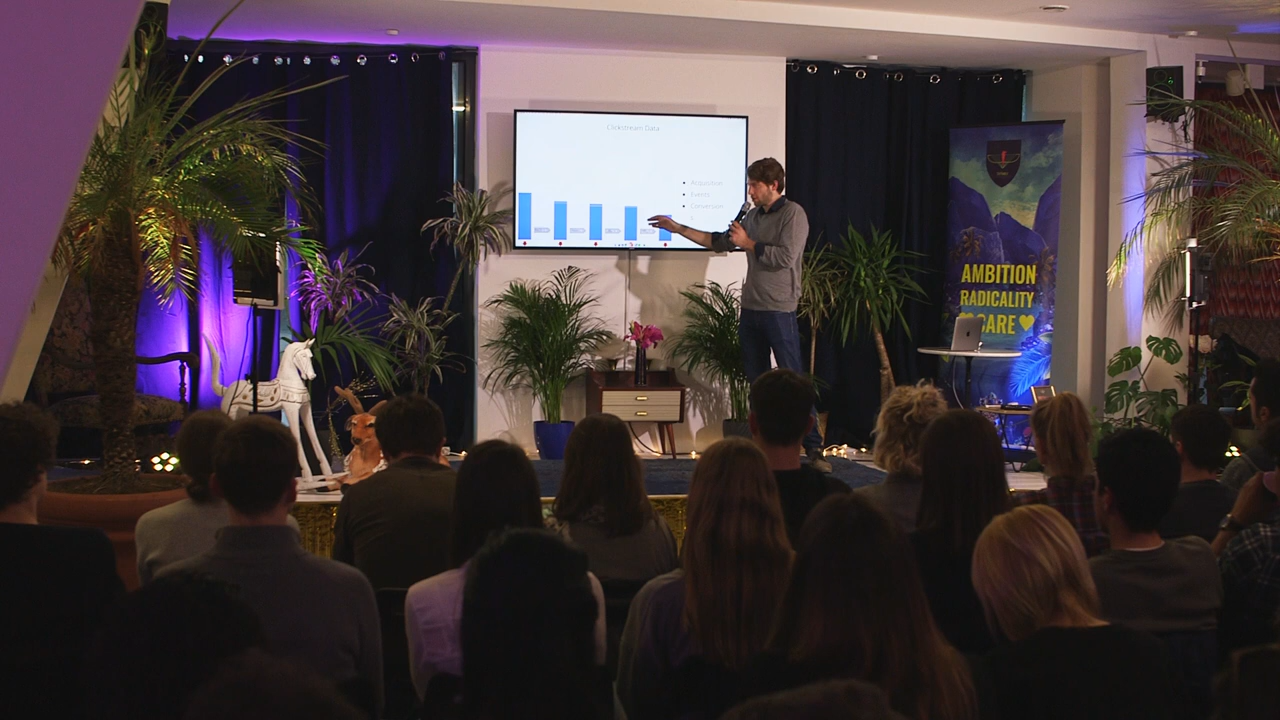 Clickstream Data
Acquisition
Events
Conversion
AMBITION
RADICALITY
CARE